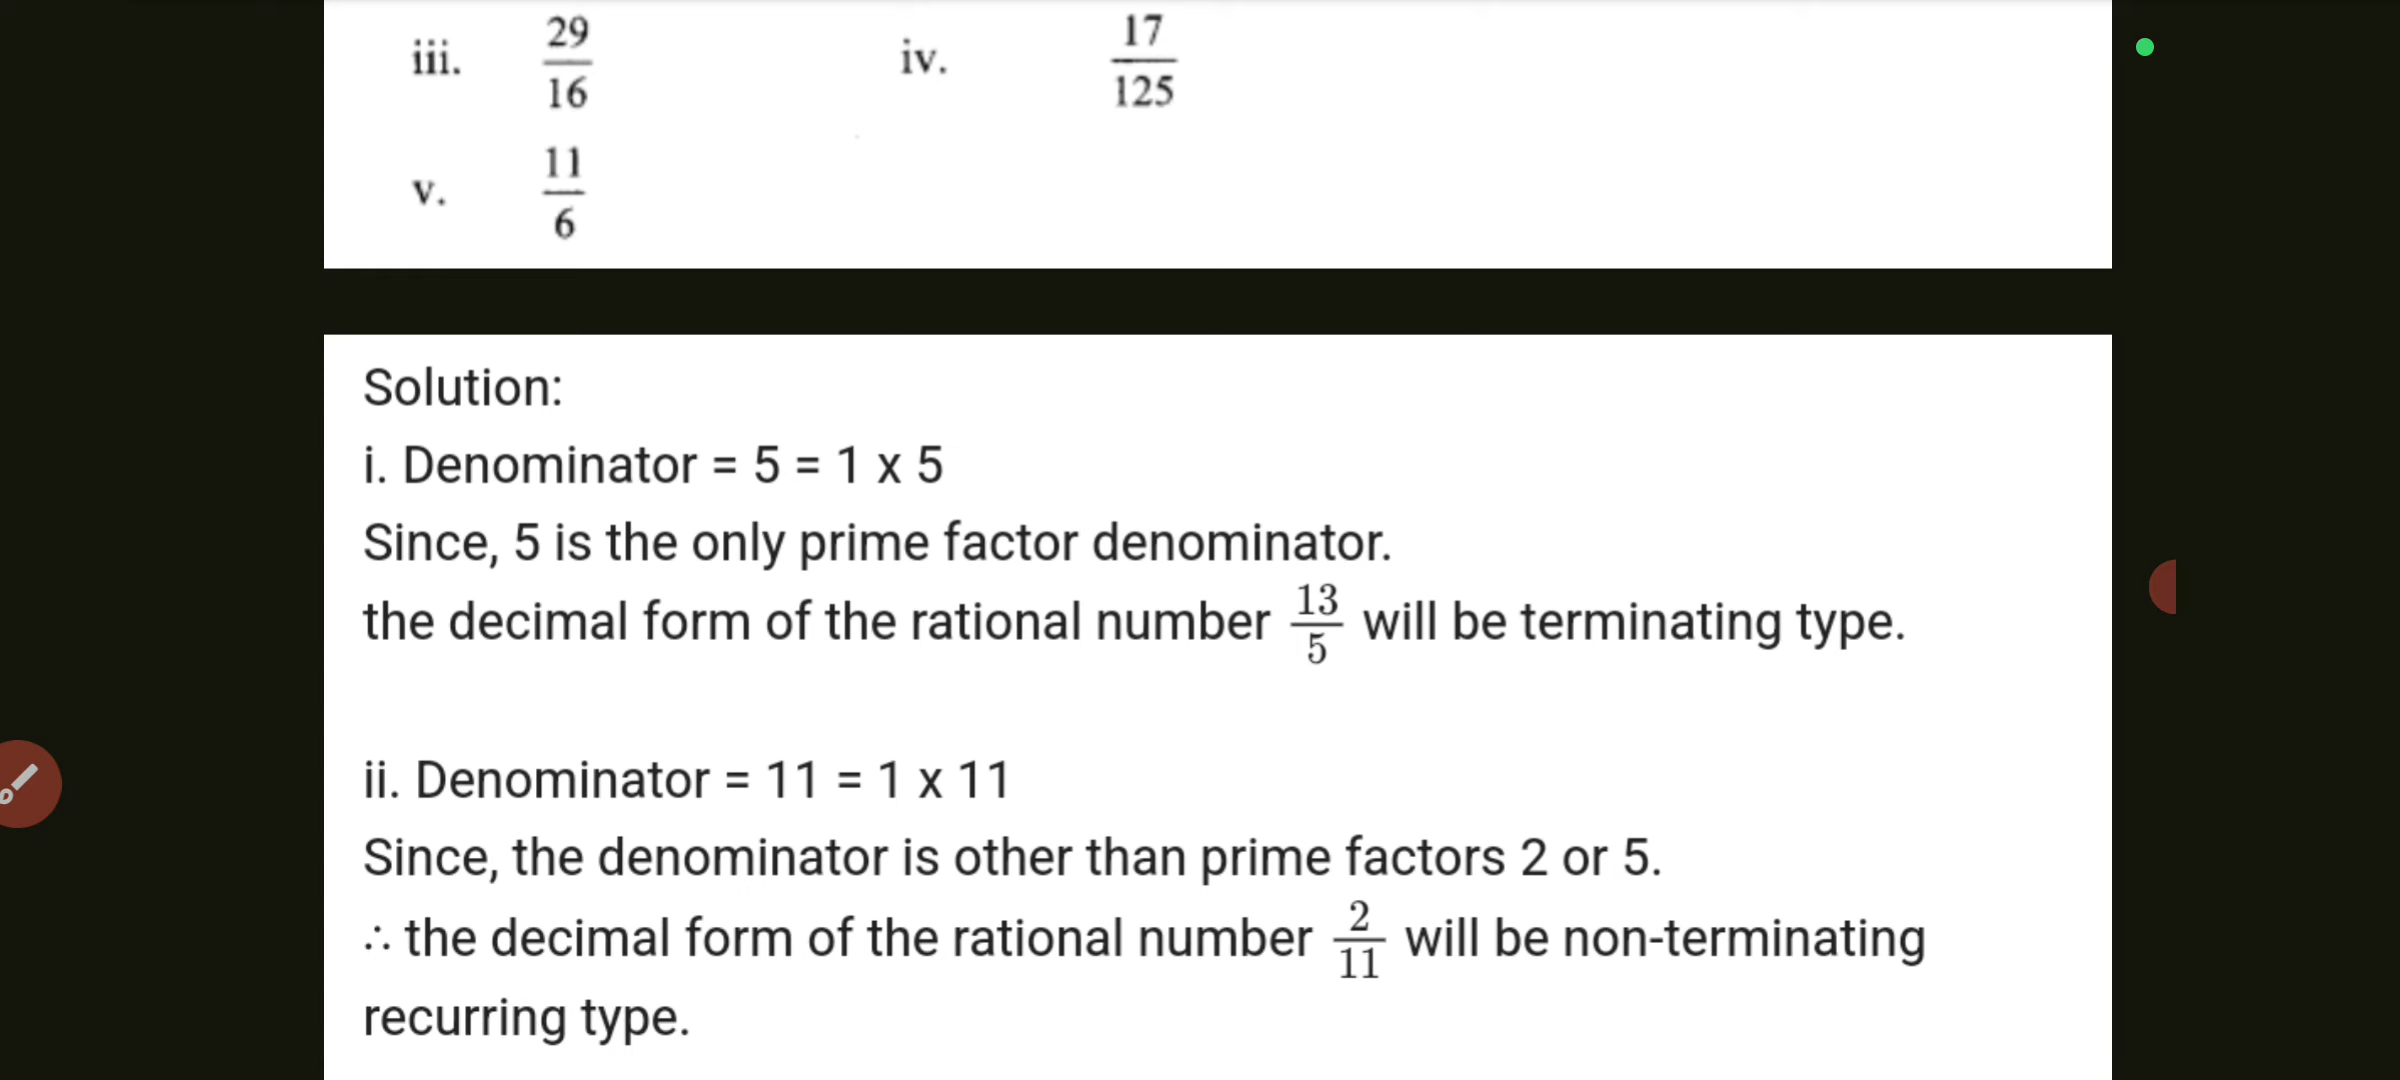 iii. 29/16 iv. 17/125
v. 11/6
Solution:
i. Denominator = 5 = 1 x 5
Since, 5 is the only prime factor denominator.
the decimal form of the rational number 13/5 will be terminating type.
ii. Denominator = 11 = 1 x 11
Since, the denominator is other than prime factors 2 or 5.
∴ the decimal form of the rational number 2/11 will be non-terminating
recurring type.